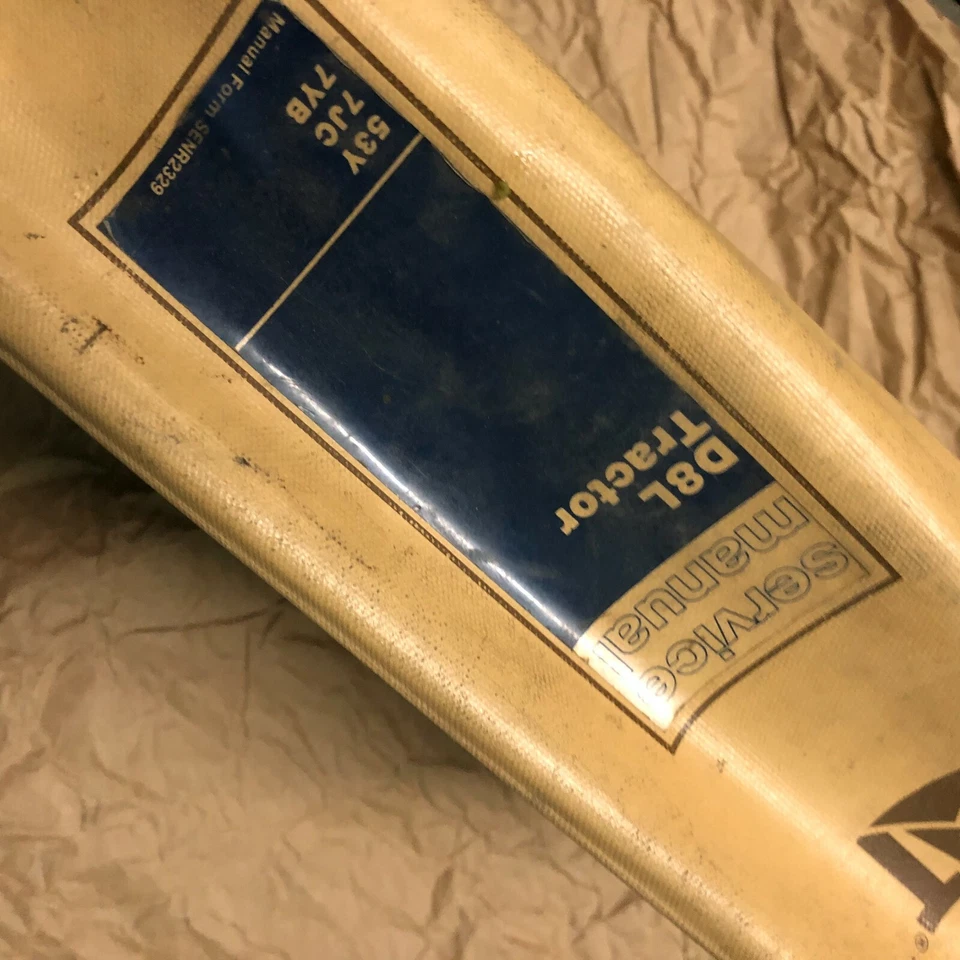 service
manual
D8L
Tractor
53Y
7JC
7YB
Manual Form SENR2329
®